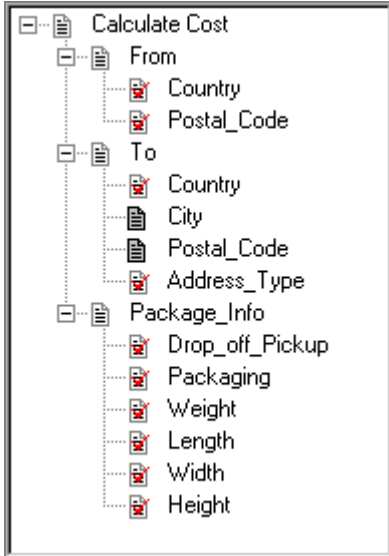 Calculate Cost
From
Country
Postal_Code
To
Country
City
Postal_Code
Address_Type
Package_Info
Drop_off_Pickup
Packaging
Weight
Length
Width
Height